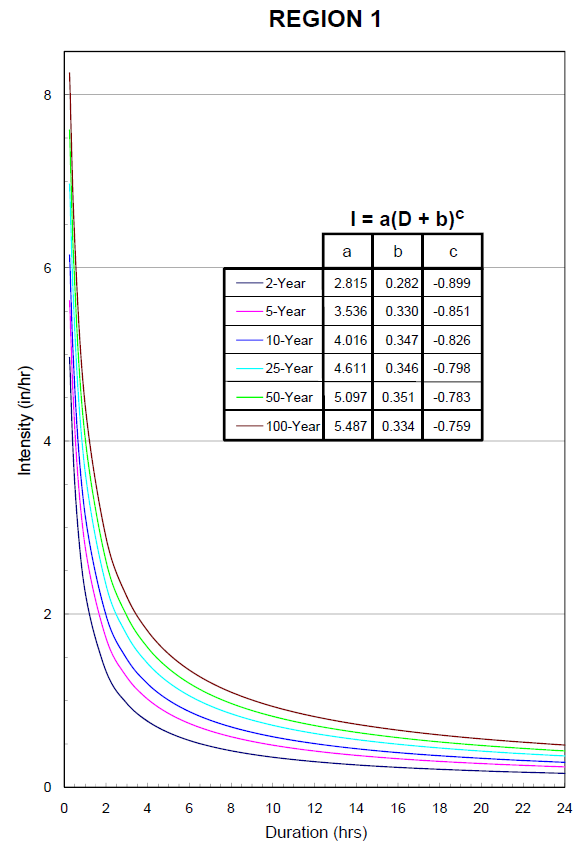 REGION 1
I = a(D + b)^c
a b c
2-Year 2.815 0.282 -0.899
5-Year 3.536 0.330 -0.851
10-Year 4.016 0.347 -0.826
25-Year 4.611 0.346 -0.798
50-Year 5.097 0.351 -0.783
100-Year 5.487 0.334 -0.759
Intensity (in/hr)
8
6
4
2
0
0 2 4 6 8 10 12 14 16 18 20 22 24
Duration (hrs)